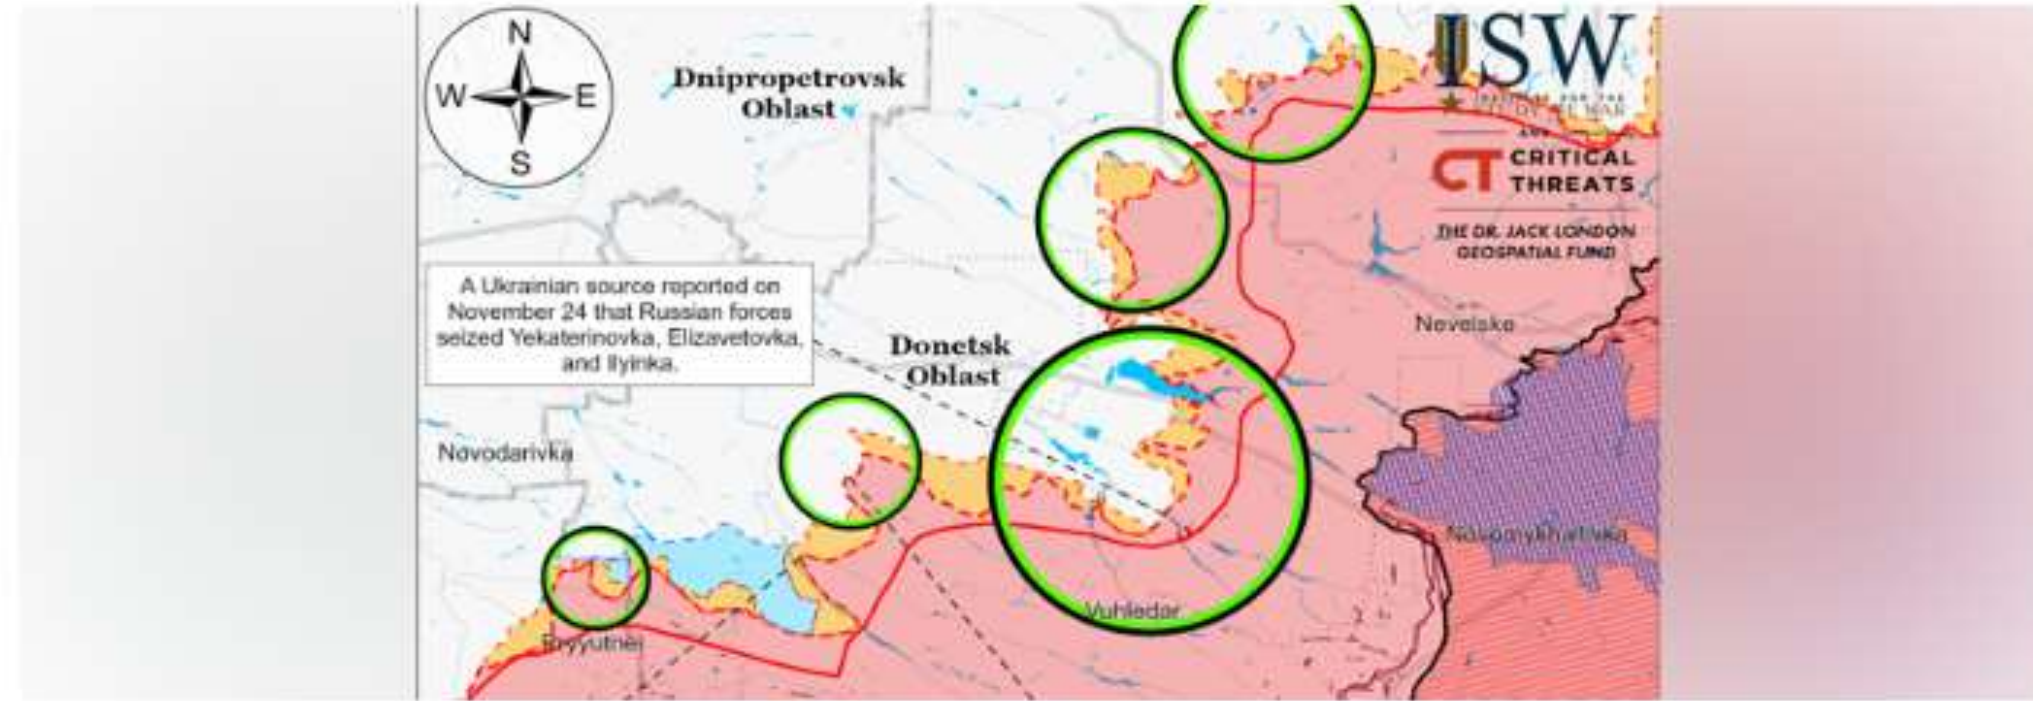 N
W E
S
Dnipropetrovsk
Oblast
ISW
CRITICAL
THREATS
THE DR. JACK LONDON
GEOSPATIAL FUND
A Ukrainian source reported on
November 24 that Russian forces
seized Yekaterinovka, Elizavetovka,
and Ilyinka.
Donetsk
Oblast
Nevelske
Novodarivka
Novomykhailivka
Vuhledar